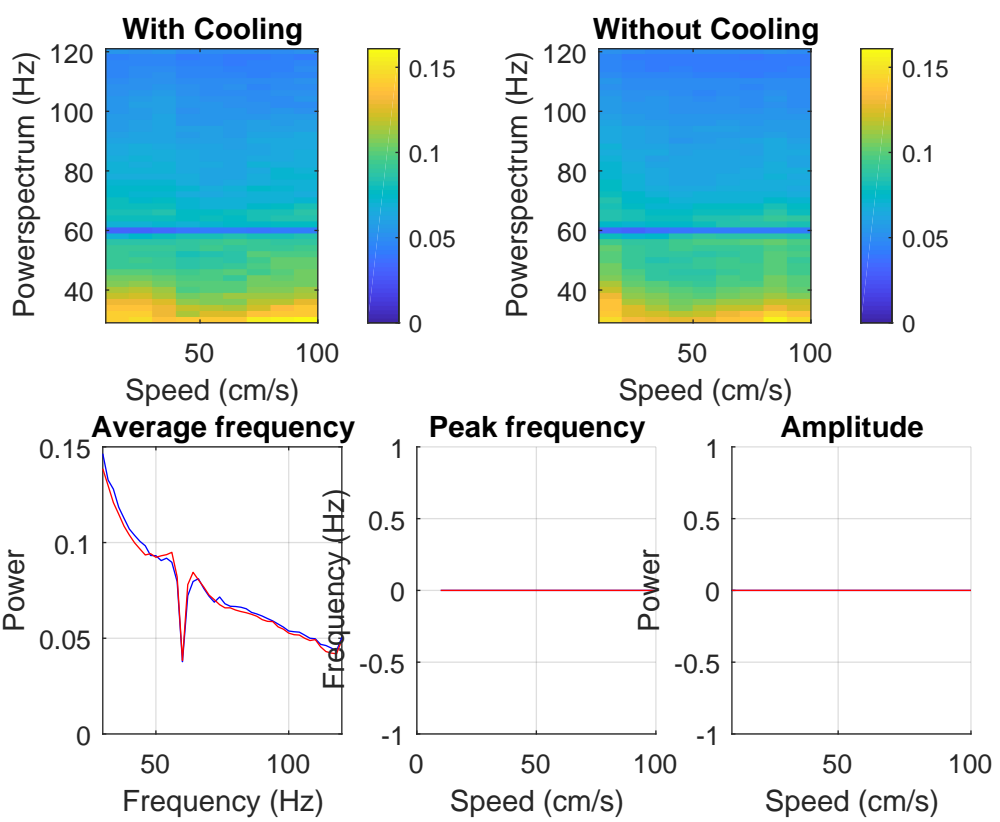 With Cooling
Powerspectrum (Hz)
120
100
80
60
40
50
100
Speed (cm/s)
0.15
0.1
0.05
0
Without Cooling
Powerspectrum (Hz)
120
100
80
60
40
50
100
Speed (cm/s)
0.15
0.1
0.05
0
Average frequency
Power
0.15
0.1
0.05
0
50
100
Frequency (Hz)
Peak frequency
Frequency (Hz)
1
0.5
0
-0.5
-1
0
50
100
Speed (cm/s)
Amplitude
Power
1
0.5
0
-0.5
-1
50
100
Speed (cm/s)